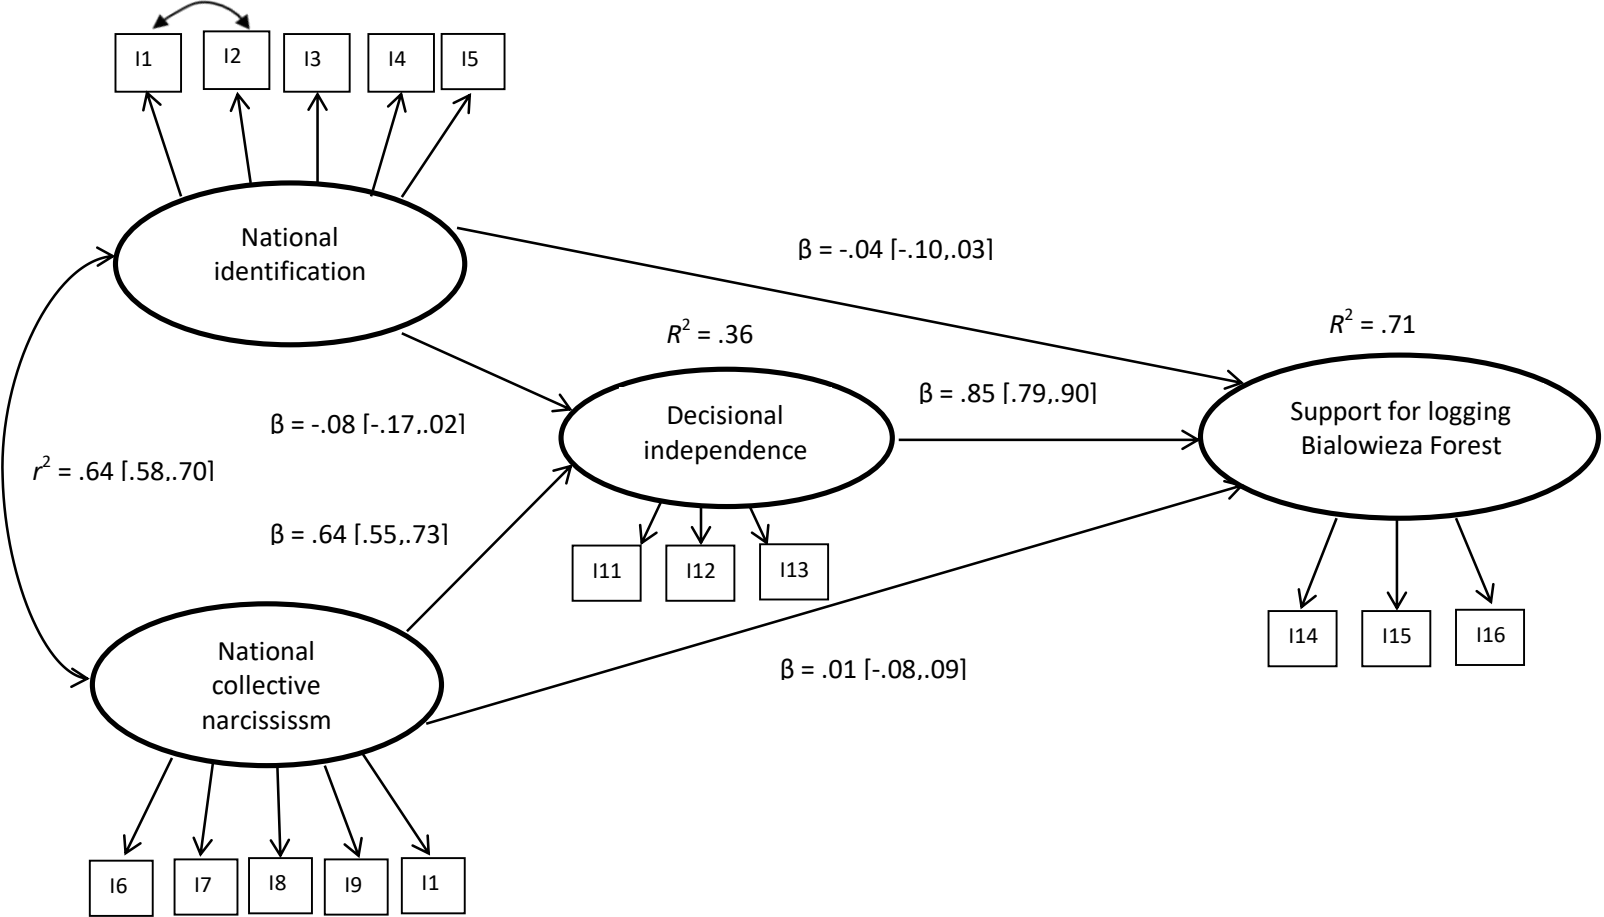 I1 I2 I3 I4 I5
National
identification
β = -.04 [-.10,.03]
R² = .36
R² = .71
β = -.08 [-.17,.02]
Decisional
independence
β = .85 [.79,.90]
Support for logging
Bialowieza Forest
r² = .64 [.58,.70]
β = .64 [.55,.73]
I11 I12 I13
I14 I15 I16
National
collective
narcissism
β = .01 [-.08,.09]
I6 I7 I8 I9 I1